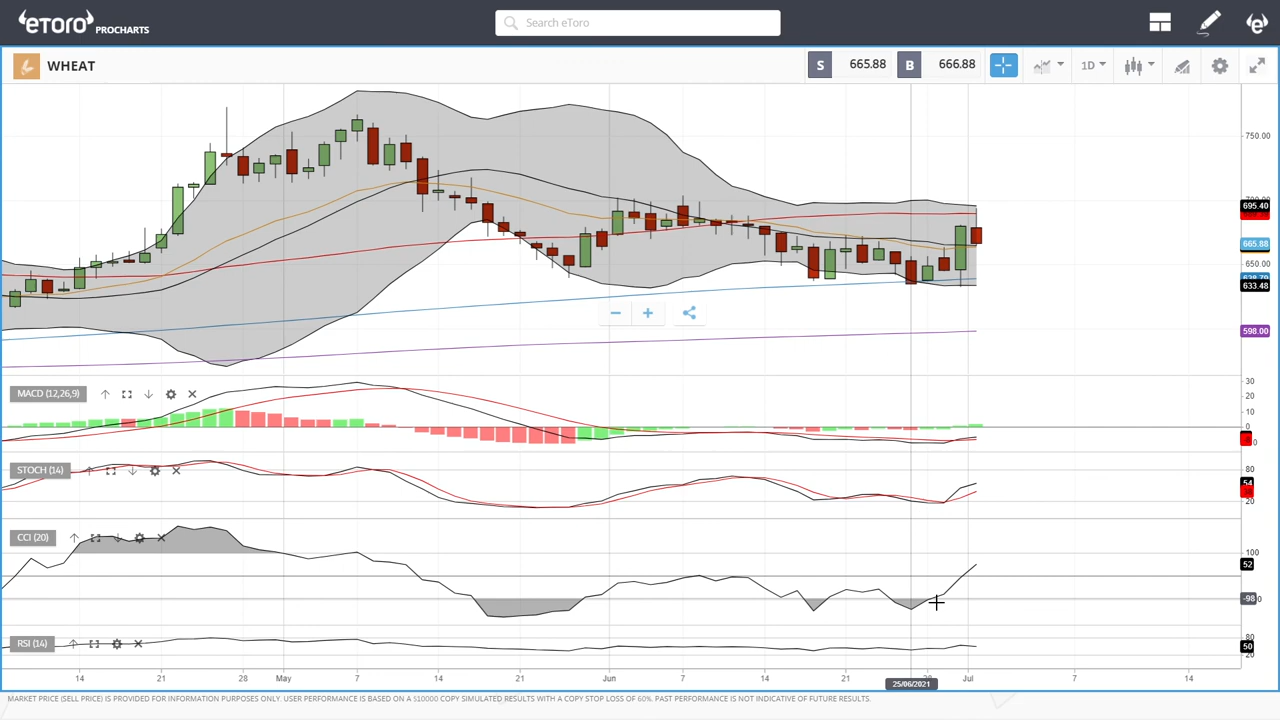 eToro PROCHARTS
Search eToro
WHEAT
S 665.88 B 666.88
1D
750.00
695.40
665.88
650.00
633.48
598.00
MACD (12,26,9)
30
20
10
0
STOCH (14)
80
54
20
CCI (20)
100
52
-98
RSI (14)
80
50
20
14 21 28 May 7 14 21 Jun 7 14 21 Jul 7 14
25/06/2021
MARKET PRICE (SELL PRICE) IS PROVIDED FOR INFORMATION PURPOSES ONLY. USER PERFORMANCE IS BASED ON A $10000 COPY SIMULATED RESULTS WITH A COPY STOP LOSS OF 60%. PAST PERFORMANCE IS NOT INDICATIVE OF FUTURE RESULTS.